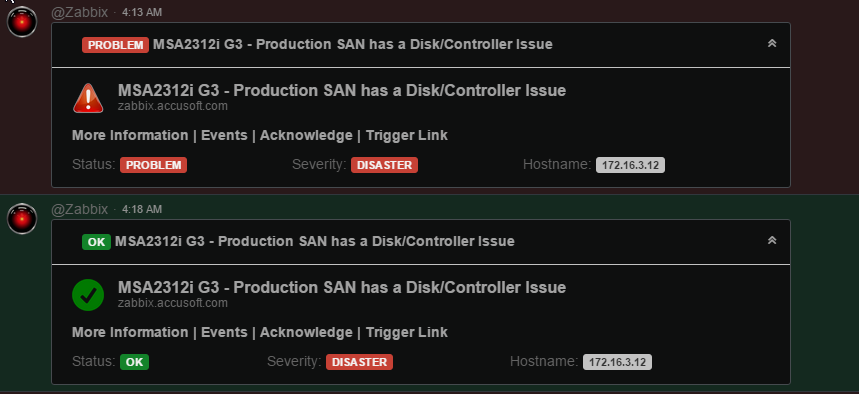 @Zabbix · 4:13 AM
PROBLEM MSA2312i G3 - Production SAN has a Disk/Controller Issue
MSA2312i G3 - Production SAN has a Disk/Controller Issue
zabbix.accusoft.com
More Information | Events | Acknowledge | Trigger Link
Status: PROBLEM Severity: DISASTER Hostname: 172.16.3.12
@Zabbix · 4:18 AM
OK MSA2312i G3 - Production SAN has a Disk/Controller Issue
MSA2312i G3 - Production SAN has a Disk/Controller Issue
zabbix.accusoft.com
More Information | Events | Acknowledge | Trigger Link
Status: OK Severity: DISASTER Hostname: 172.16.3.12